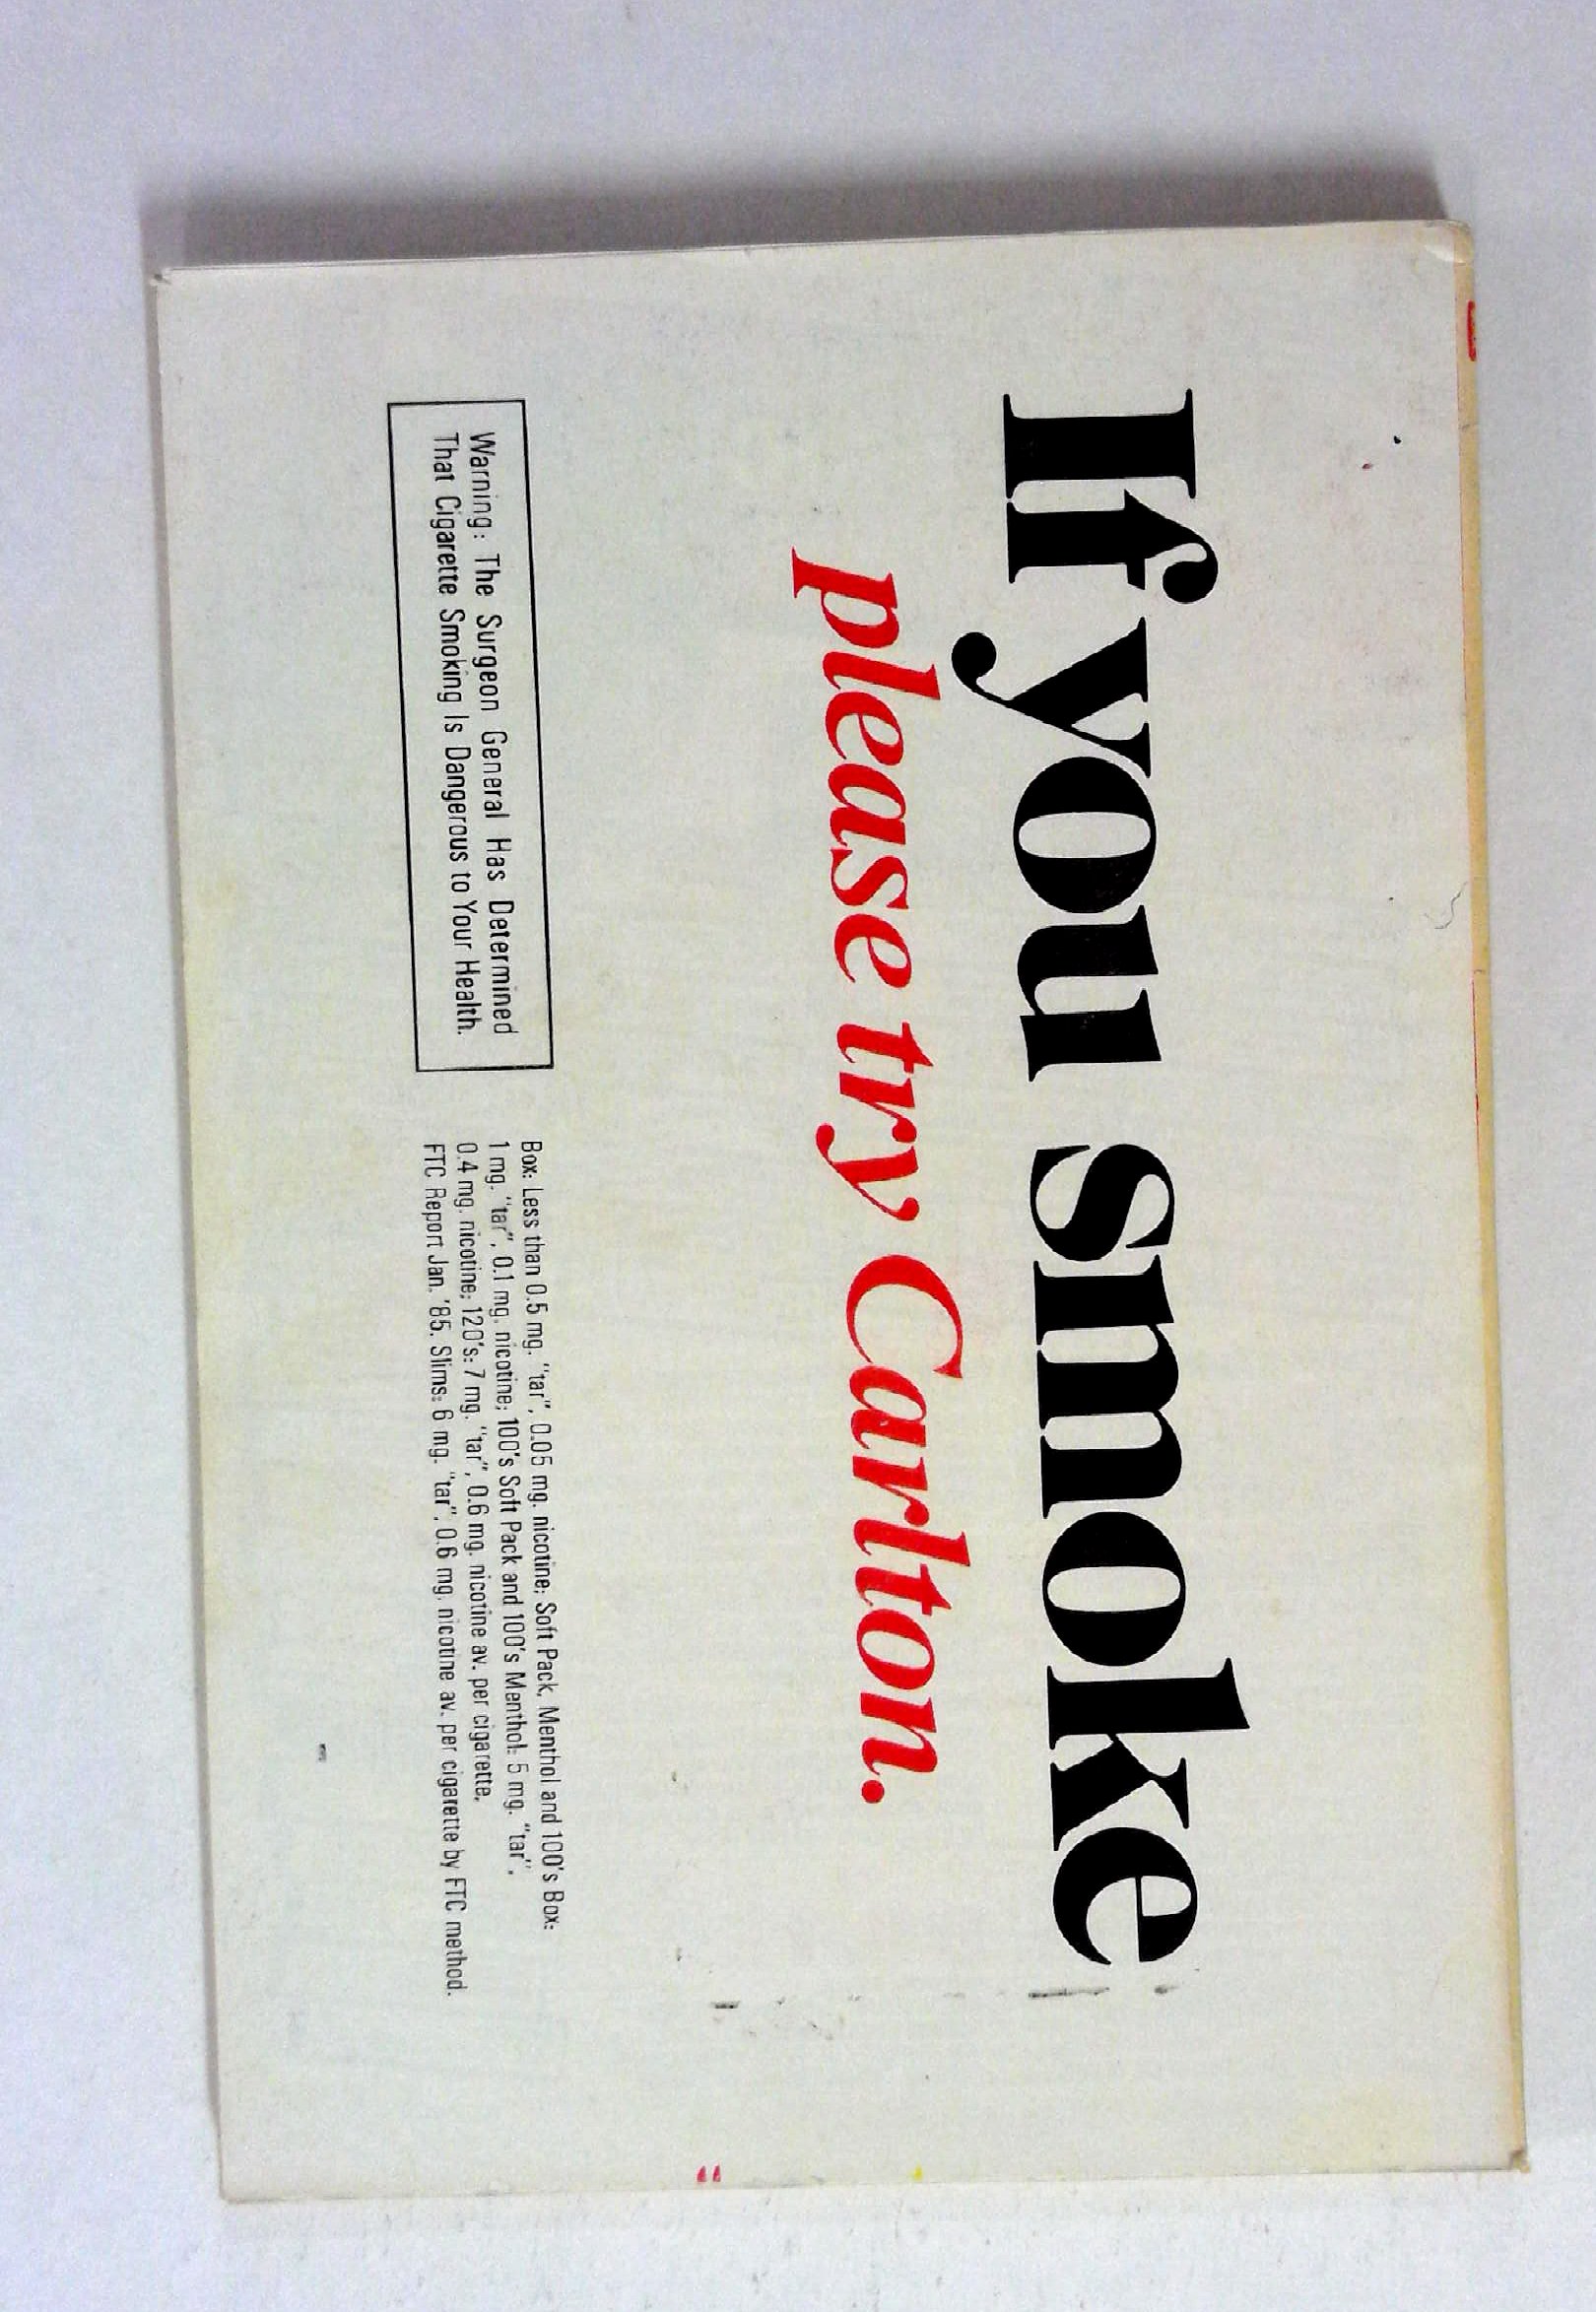 If you smoke
please try Carlton.
Warning: The Surgeon General Has Determined
That Cigarette Smoking Is Dangerous to Your Health.
Box: Less than 0.5 mg. "tar", 0.05 mg. nicotine; Soft Pack, Menthol and 100's Box:
1 mg. "tar", 0.1 mg. nicotine; 100's Soft Pack and 100's Menthol: 5 mg. "tar",
0.4 mg. nicotine; 120's: 7 mg. "tar", 0.6 mg. nicotine av. per cigarette,
FTC Report Jan. '85. Slims: 6 mg. "tar", 0.6 mg. nicotine av. per cigarette by FTC method.